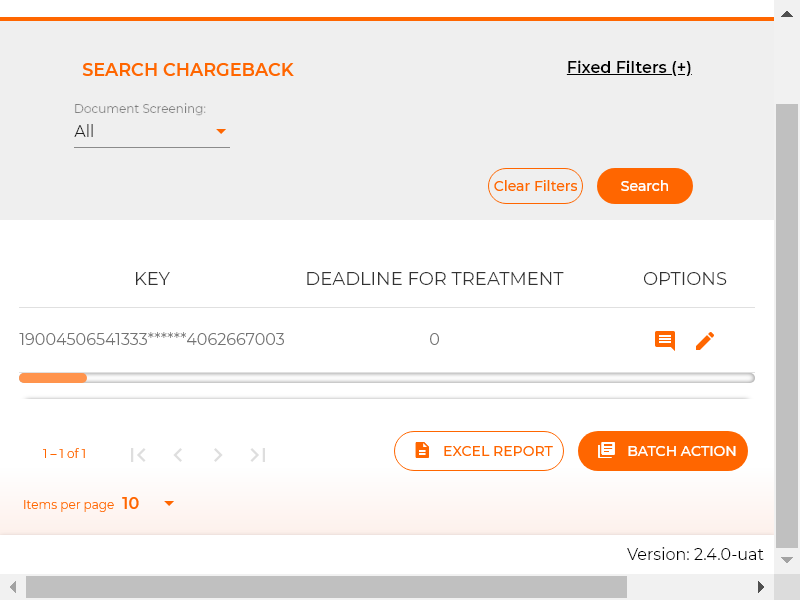 SEARCH CHARGEBACK
Fixed Filters (+)
Document Screening:
All
Clear Filters
Search
KEY DEADLINE FOR TREATMENT OPTIONS
19004506541333******4062667003 0
1 – 1 of 1
EXCEL REPORT
BATCH ACTION
Items per page 10
Version: 2.4.0-uat